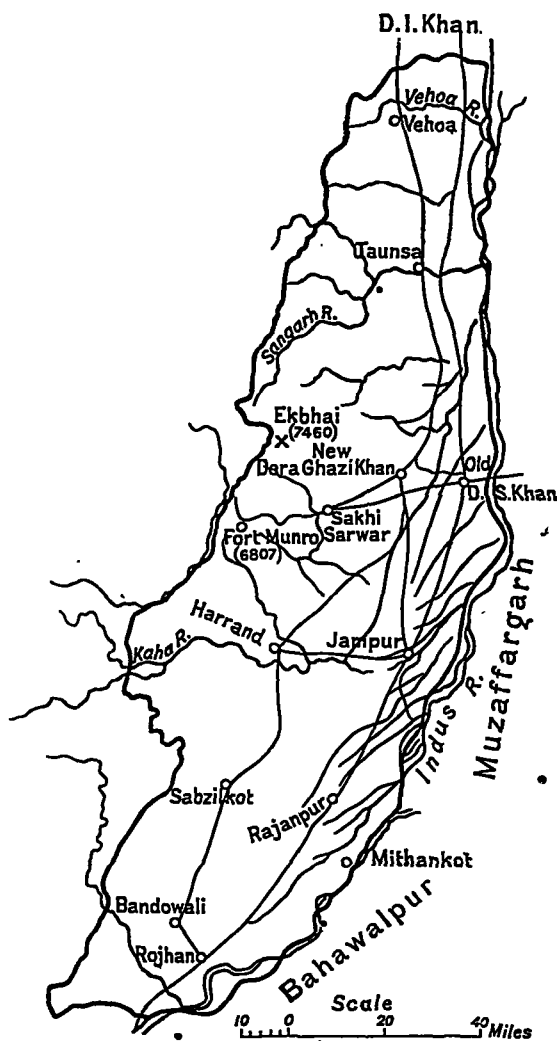 D.I.Khan.
Vehoa R.
Vehoa
Taunsa
Sangarh R.
Ekbhai
(7460)
New
Dera Ghazi Khan
Old
D. S. Khan
Sakhi
Sarwar
Fort Munro
(6807)
Harrand
Jampur
Kaha R.
Indus R.
Muzaffargarh
Sabzilkot
Rajanpur
Mithankot
Bandowali
Rojhan
Bahawalpur
Scale
10 0 20 40 Miles